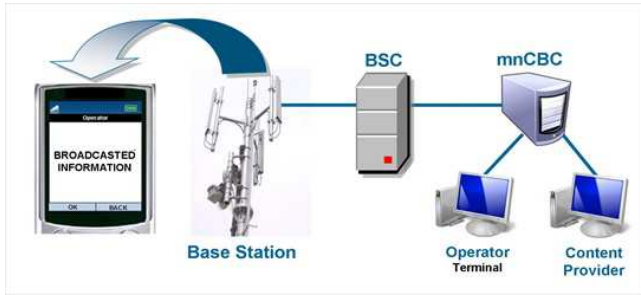 BSC
mnCBC
Operator
BROADCASTED
INFORMATION
OK BACK
Base Station
Operator
Terminal
Content
Provider